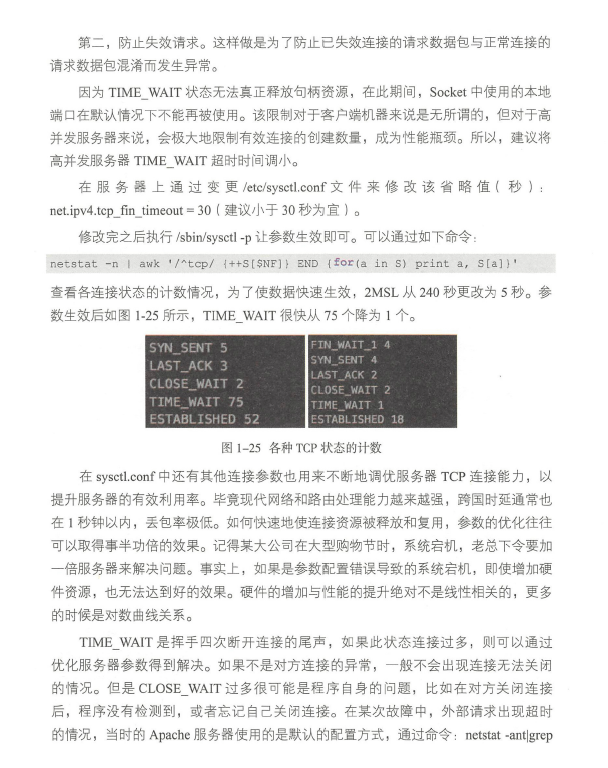 第二，防止失效请求。这样做是为了防止已失效连接的请求数据包与正常连接的
请求数据包混淆而发生异常。
因为 TIME_WAIT 状态无法真正释放句柄资源，在此期间，Socket 中使用的本地
端口在默认情况下不能再被使用。该限制对于客户端机器来说是无所谓的，但对于高
并发服务器来说，会极大地限制有效连接的创建数量，成为性能瓶颈。所以，建议将
高并发服务器 TIME_WAIT 超时时间调小。
在服务器上通过变更 /etc/sysctl.conf 文件来修改该省略值（秒）：
net.ipv4.tcp_fin_timeout = 30（建议小于 30 秒为宜）。
修改完之后执行 /sbin/sysctl -p 让参数生效即可。可以通过如下命令：
netstat -n | awk '/^tcp/ {++S[$NF]} END {for(a in S) print a, S[a]}'
查看各连接状态的计数情况，为了使数据快速生效，2MSL 从 240 秒更改为 5 秒。参
数生效后如图 1-25 所示，TIME_WAIT 很快从 75 个降为 1 个。
SYN_SENT 5
LAST_ACK 3
CLOSE_WAIT 2
TIME_WAIT 75
ESTABLISHED 52
FIN_WAIT_1 4
SYN_SENT 4
LAST_ACK 2
CLOSE_WAIT 2
TIME_WAIT 1
ESTABLISHED 18
图 1-25 各种 TCP 状态的计数
在 sysctl.conf 中还有其他连接参数也用来不断地调优服务器 TCP 连接能力，以
提升服务器的有效利用率。毕竟现代网络和路由处理能力越来越强，跨国时延通常也
在 1 秒钟以内，丢包率极低。如何快速地使连接资源被释放和复用，参数的优化往往
可以取得事半功倍的效果。记得某大公司在大型购物节时，系统宕机，老总下令要加
一倍服务器来解决问题。事实上，如果是参数配置错误导致的系统宕机，即使增加硬
件资源，也无法达到好的效果。硬件的增加与性能的提升绝对不是线性相关的，更多
的时候是对数曲线关系。
TIME_WAIT 是挥手四次断开连接的尾声，如果此状态连接过多，则可以通过
优化服务器参数得到解决。如果不是对方连接的异常，一般不会出现连接无法关闭
的情况。但是 CLOSE_WAIT 过多很可能是程序自身的问题，比如在对方关闭连接
后，程序没有检测到，或者忘记自己关闭连接。在某次故障中，外部请求出现超时
的情况，当时的 Apache 服务器使用的是默认的配置方式，通过命令：netstat -ant|grep